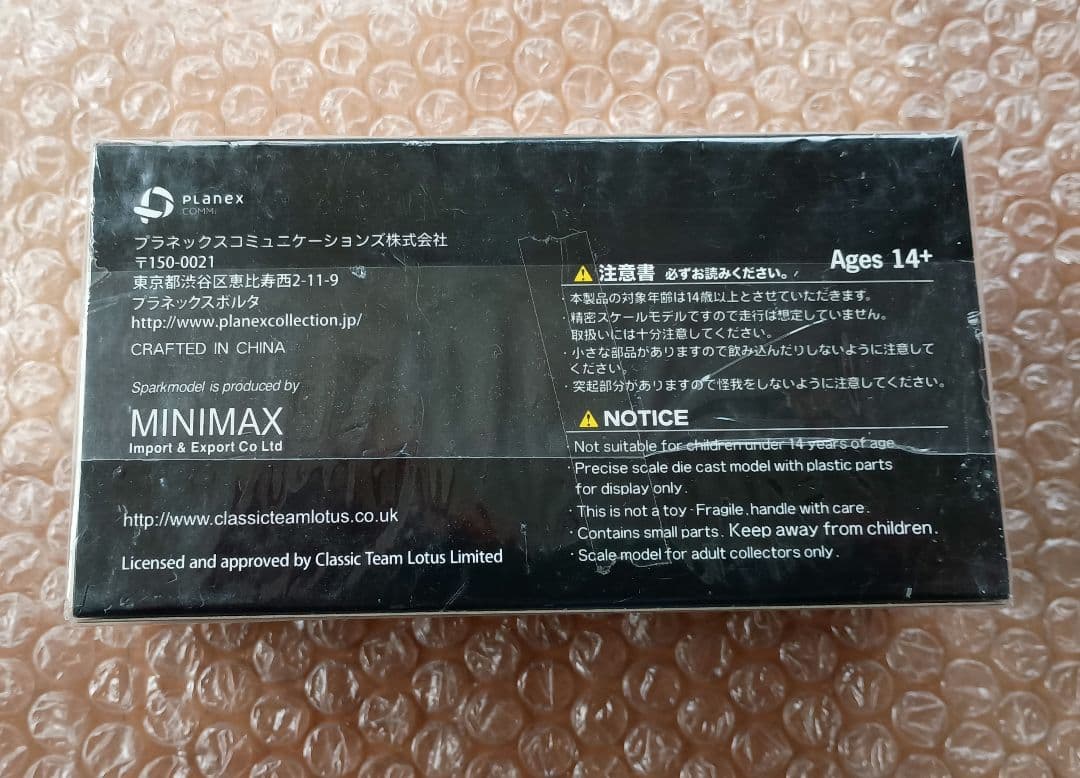 PLANEX
COMM.
プラネックスコミュニケーションズ株式会社
〒150-0021
東京都渋谷区恵比寿西2-11-9
プラネックスボルタ
http://www.planexcollection.jp/
CRAFTED IN CHINA
Sparkmodel is produced by
MINIMAX
Import & Export Co Ltd
http://www.classicteamlotus.co.uk
Licensed and approved by Classic Team Lotus Limited
Ages 14+
注意書 必ずお読みください。
・本製品の対象年齢は14歳以上とさせていただきます。
・精密スケールモデルですので走行は想定していません。
取扱いには十分注意してください。
・小さな部品がありますので飲み込んだりしないように注意して
ください。
・突起部分がありますので怪我をしないように注意してください。
NOTICE
Not suitable for children under 14 years of age
・Precise scale die cast model with plastic parts
for display only.
・This is not a toy・Fragile, handle with care.
・Contains small parts. Keep away from children.
・Scale model for adult collectors only.